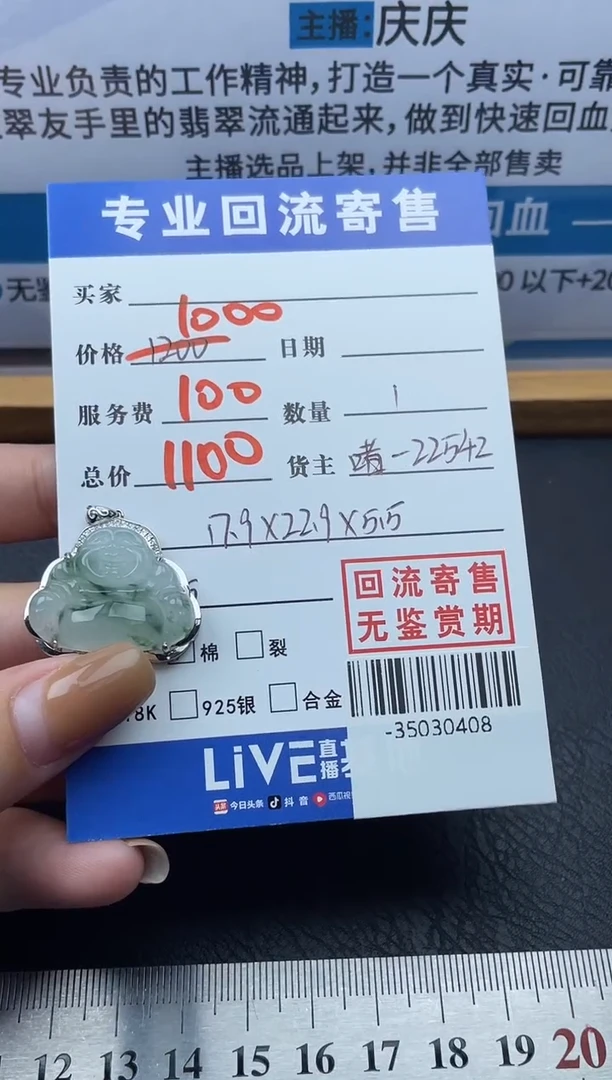 主播：庆庆
专业负责的工作精神，打造一个真实·可靠
翠友手里的翡翠流通起来，做到快速回血
主播选品上架，并非全部售卖
回血
以下+20
专业回流寄售
买家
1000
价格 1200 日期
服务费 100 数量 1
总价 1100 货主 -22542
17.9X22.9X5.5
回流寄售
无鉴赏期
棉 裂
8K 925银 合金
-35030408
LiVE 直播
头条 今日头条 抖音 西瓜视
12 13 14 15 16 17 18 19 20